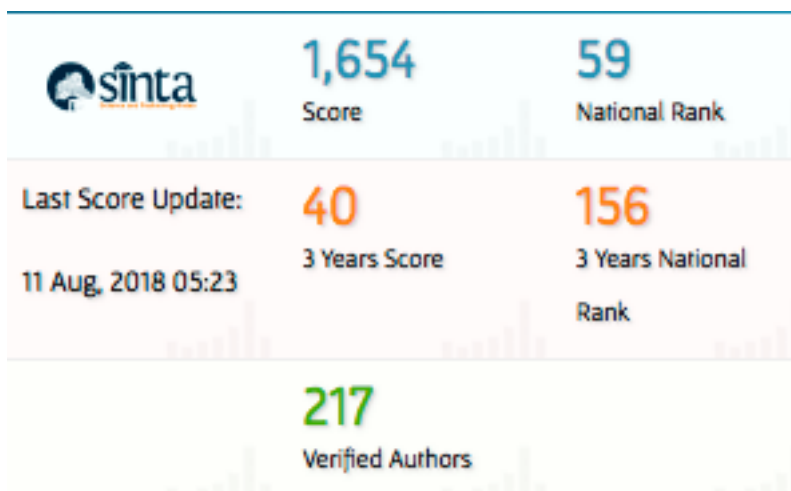 sinta
1,654
Score
59
National Rank
Last Score Update:
11 Aug, 2018 05:23
40
3 Years Score
156
3 Years National
Rank
217
Verified Authors